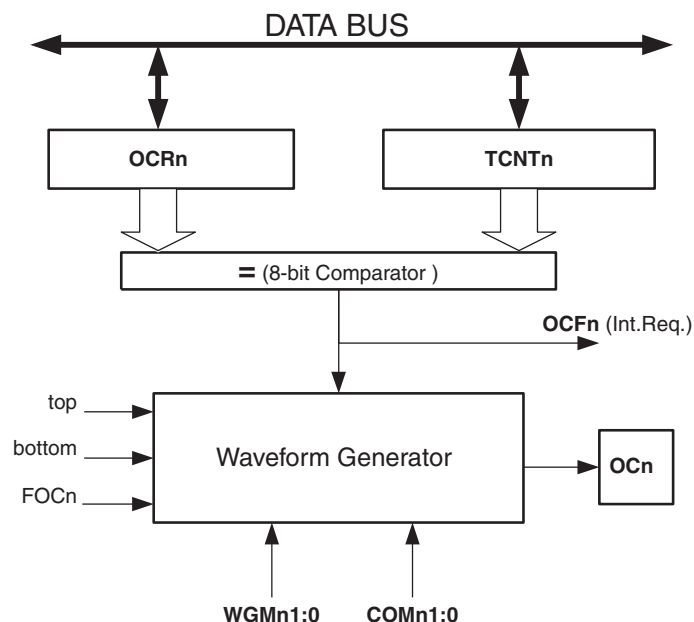 DATA BUS
OCRn
TCNTn
= (8-bit Comparator )
OCFn (Int.Req.)
top
bottom
FOCn
Waveform Generator
OCn
WGMn1:0
COMn1:0